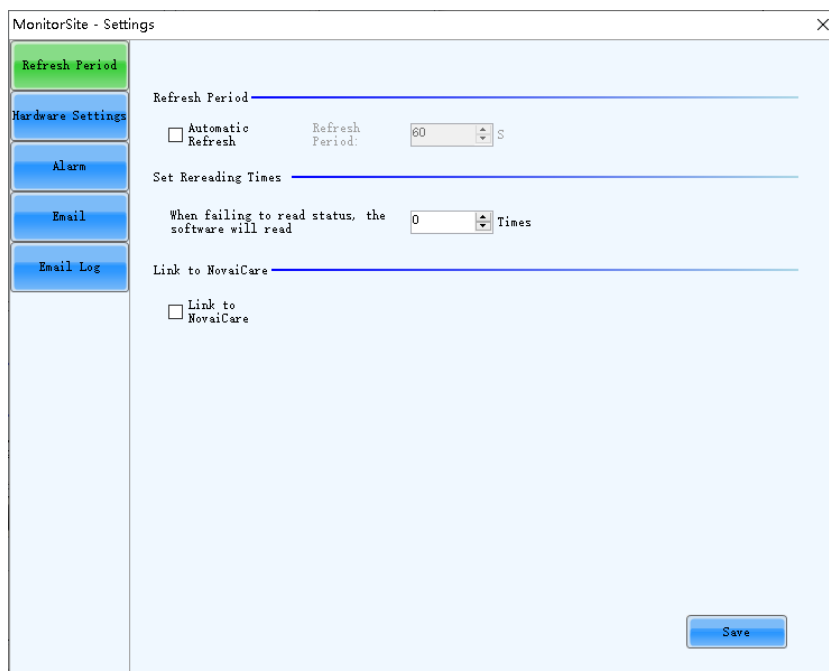 MonitorSite - Settings
Refresh Period
Hardware Settings
Alarm
Email
Email Log
Refresh Period
Automatic
Refresh
Refresh
Period:
60
S
Set Rereading Times
When failing to read status, the
software will read
0
Times
Link to NovaiCare
Link to
NovaiCare
Save